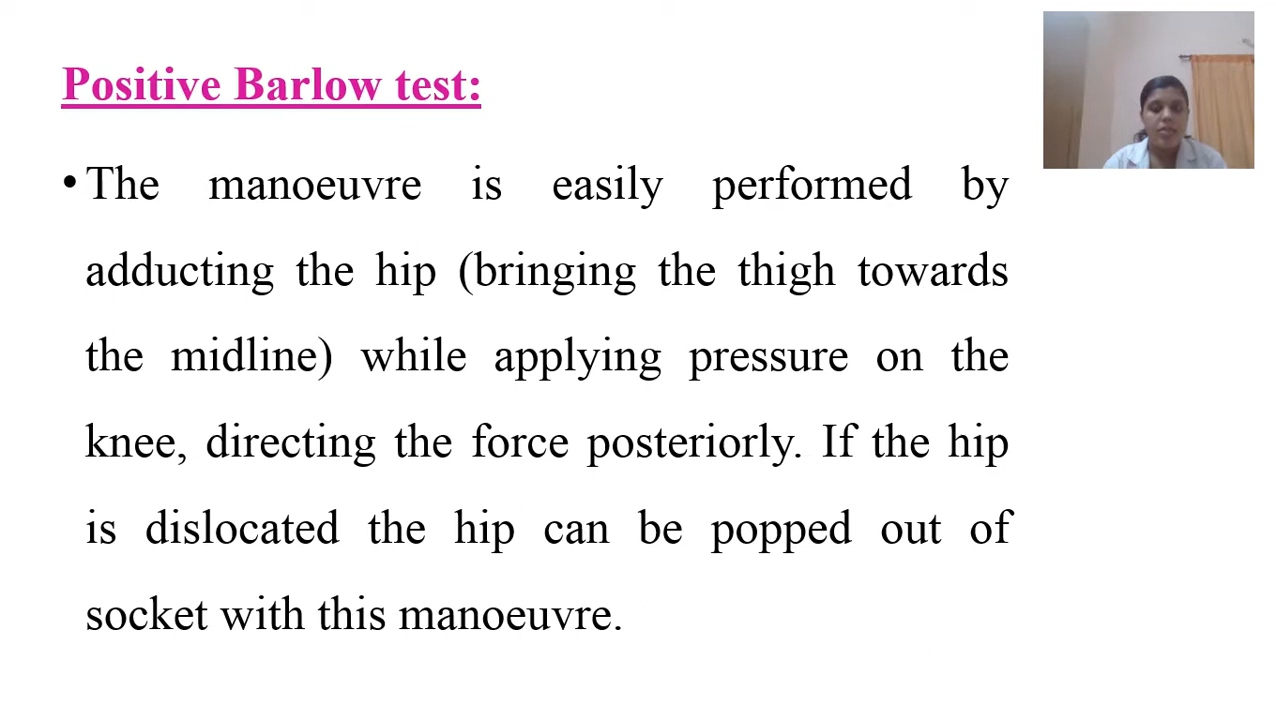 Positive Barlow test:
• The manoeuvre is easily performed by
adducting the hip (bringing the thigh towards
the midline) while applying pressure on the
knee, directing the force posteriorly. If the hip
is dislocated the hip can be popped out of
socket with this manoeuvre.